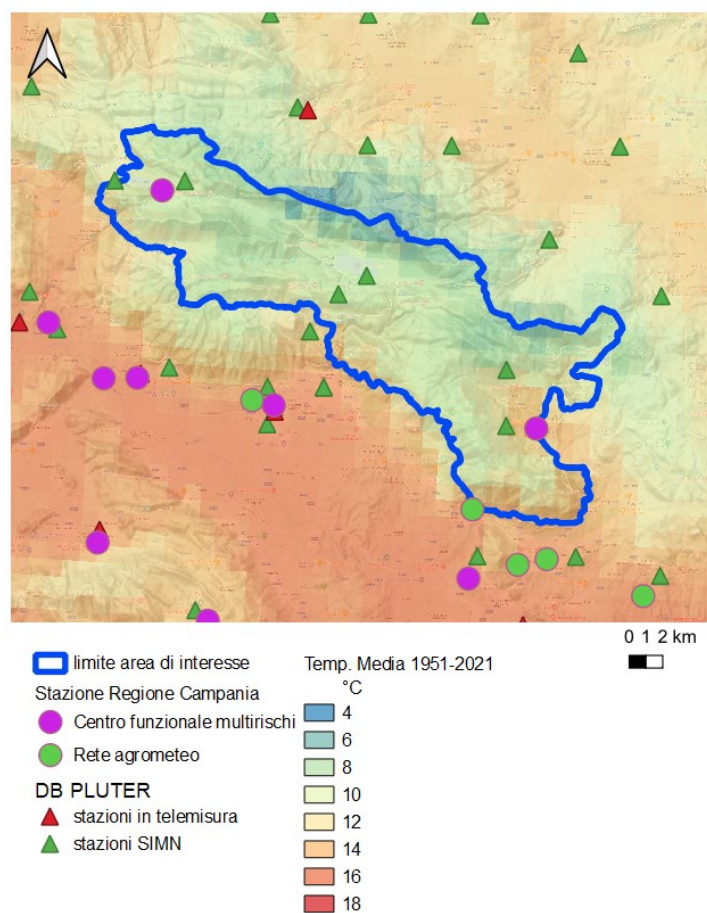 0 1 2 km
limite area di interesse
Stazione Regione Campania
Centro funzionale multirischi
Rete agrometeo
DB PLUTER
stazioni in telemisura
stazioni SIMN
Temp. Media 1951-2021
°C
4
6
8
10
12
14
16
18